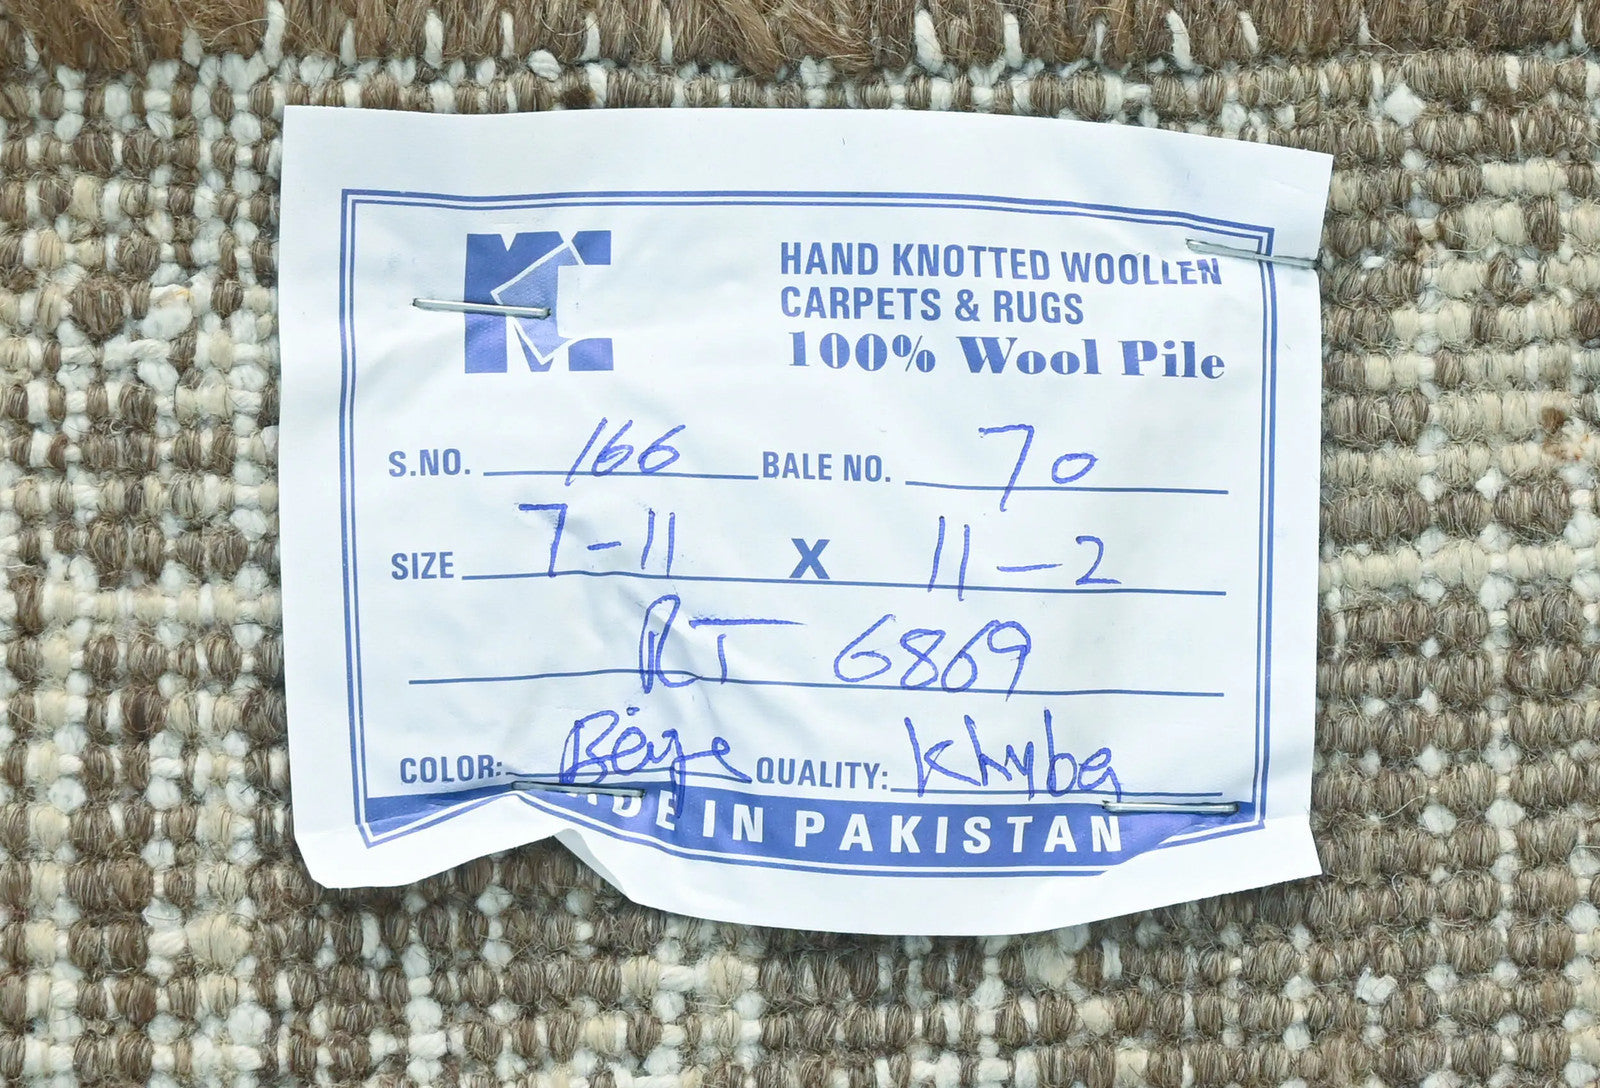 HAND KNOTTED WOOLLEN
CARPETS & RUGS
100% Wool Pile
S.NO. 166 BALE NO. 70
SIZE 7-11 X 11-2
RT 6869
COLOR: Beige QUALITY: Khyber
MADE IN PAKISTAN